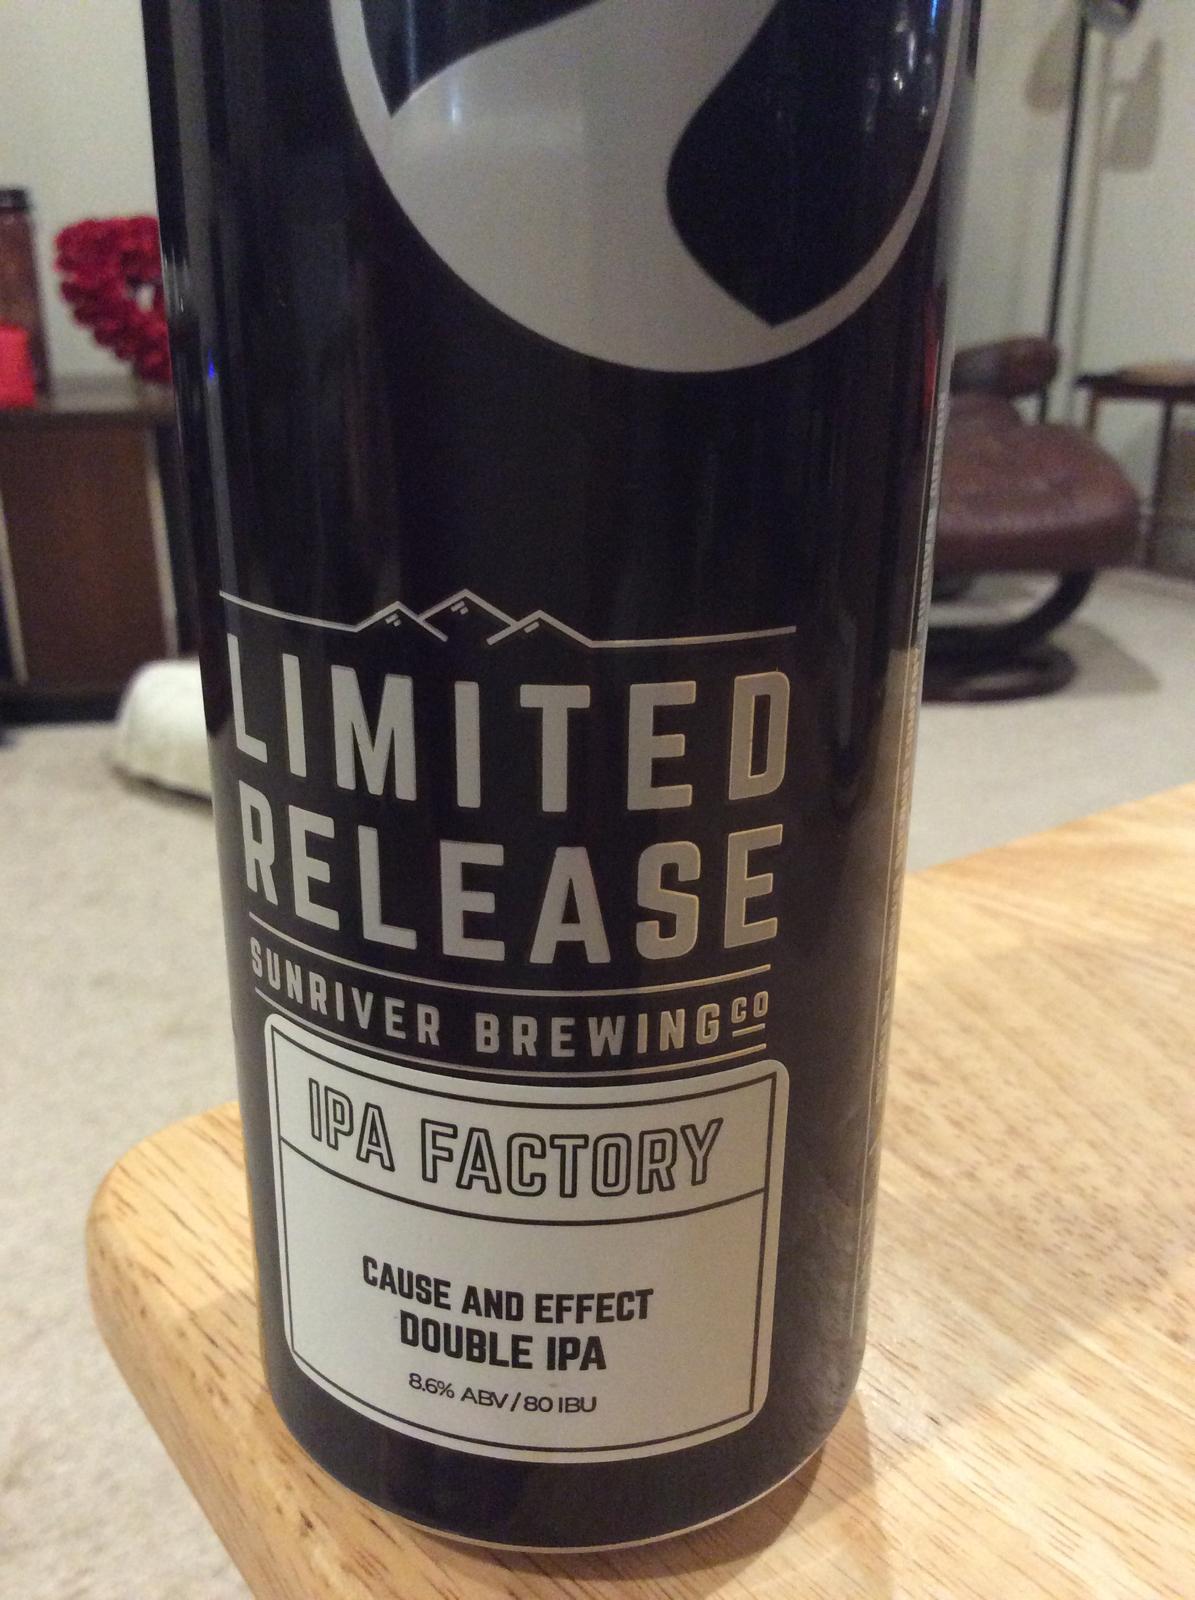 LIMITED
RELEASE
SUNRIVER BREWING CO
IPA FACTORY
CAUSE AND EFFECT
DOUBLE IPA
8.6% ABV / 80 IBU